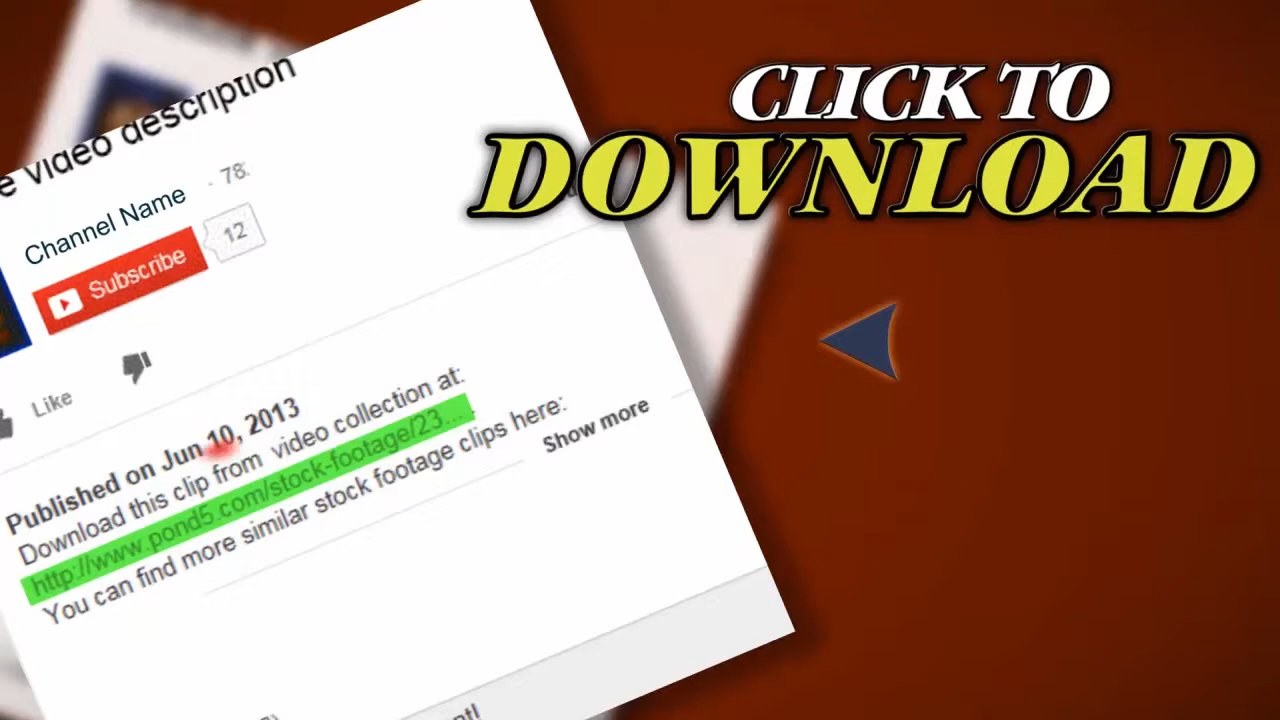 CLICK TO
DOWNLOAD
video description
Channel Name
Subscribe
12
Like
Published on Jun 10, 2013
Download this clip from video collection at:
http://www.pond5.com/stock-footage/23...
You can find more similar stock footage clips here:
Show more